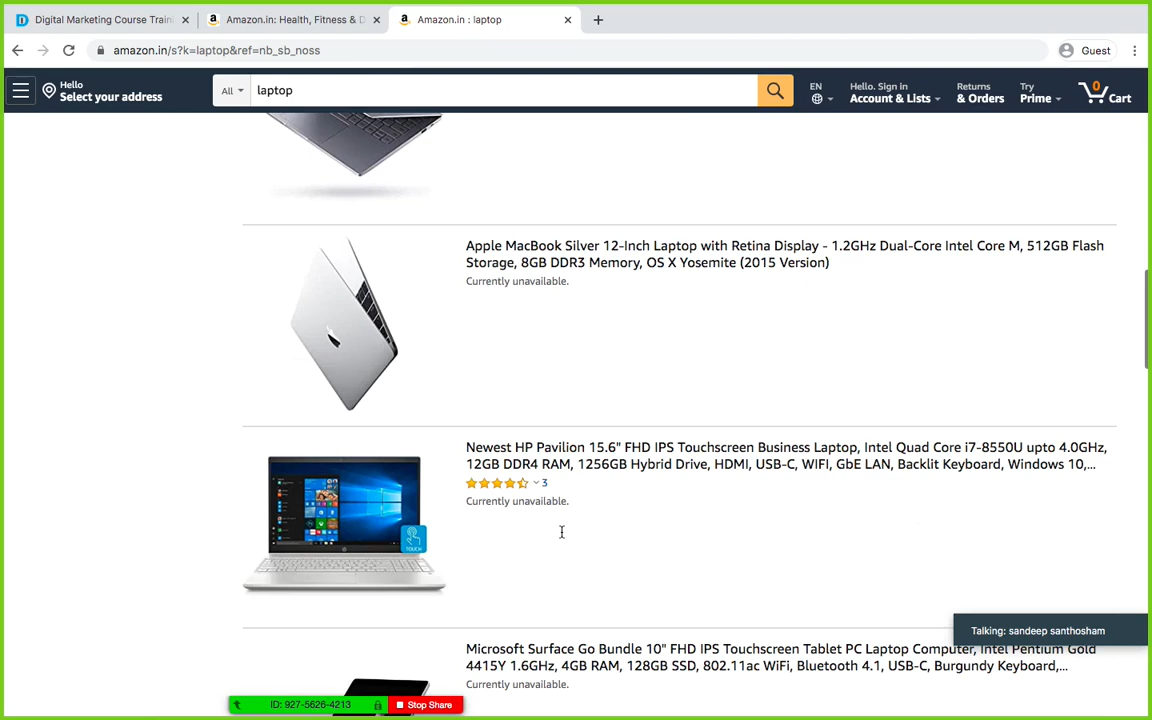 Digital Marketing Course Traini
Amazon.in: Health, Fitness & D
Amazon.in : laptop
amazon.in/s?k=laptop&ref=nb_sb_noss
Guest
Hello
Select your address
All
laptop
EN
Hello. Sign in
Account & Lists
Returns
& Orders
Try
Prime
0
Cart
Apple MacBook Silver 12-Inch Laptop with Retina Display - 1.2GHz Dual-Core Intel Core M, 512GB Flash
Storage, 8GB DDR3 Memory, OS X Yosemite (2015 Version)
Currently unavailable.
Newest HP Pavilion 15.6" FHD IPS Touchscreen Business Laptop, Intel Quad Core i7-8550U upto 4.0GHz,
12GB DDR4 RAM, 1256GB Hybrid Drive, HDMI, USB-C, WIFI, GbE LAN, Backlit Keyboard, Windows 10,...
3
Currently unavailable.
TOUCH
Talking: sandeep santhosham
Microsoft Surface Go Bundle 10" FHD IPS Touchscreen Tablet PC Laptop Computer, Intel Pentium Gold
4415Y 1.6GHz, 4GB RAM, 128GB SSD, 802.11ac WiFi, Bluetooth 4.1, USB-C, Burgundy Keyboard,...
Currently unavailable.
ID: 927-5626-4213
Stop Share